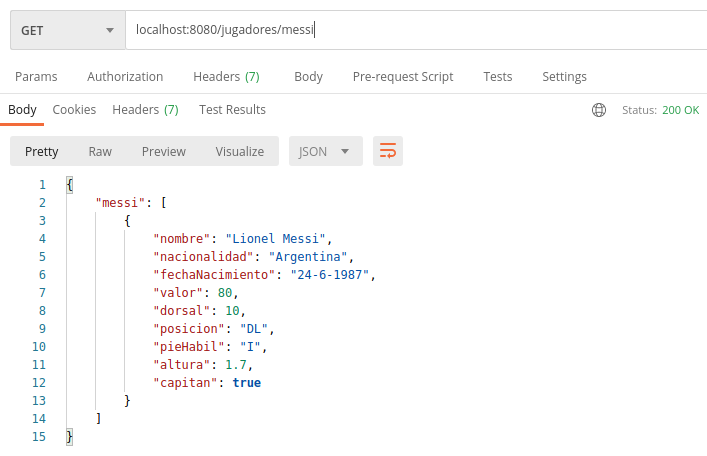 GET localhost:8080/jugadores/messi
Params Authorization Headers (7) Body Pre-request Script Tests Settings
Body Cookies Headers (7) Test Results Status: 200 OK
Pretty Raw Preview Visualize JSON
1 {
2 "messi": [
3 {
4 "nombre": "Lionel Messi",
5 "nacionalidad": "Argentina",
6 "fechaNacimiento": "24-6-1987",
7 "valor": 80,
8 "dorsal": 10,
9 "posicion": "DL",
10 "pieHabil": "I",
11 "altura": 1.7,
12 "capitan": true
13 }
14 ]
15 }